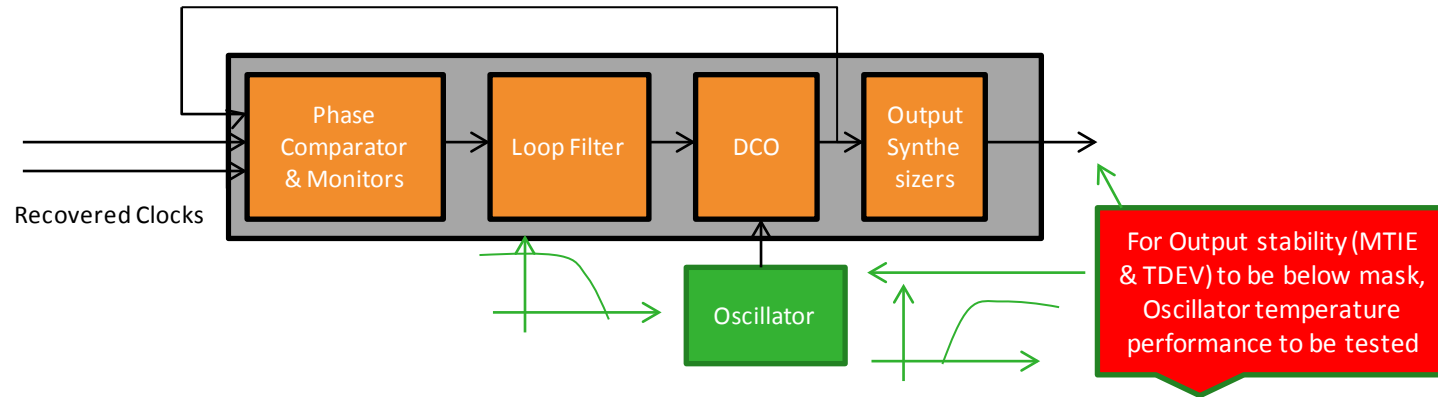 Phase
Comparator
& Monitors
Loop Filter
DCO
Output
Synthe
sizers
Recovered Clocks
Oscillator
For Output stability (MTIE
& TDEV) to be below mask,
Oscillator temperature
performance to be tested